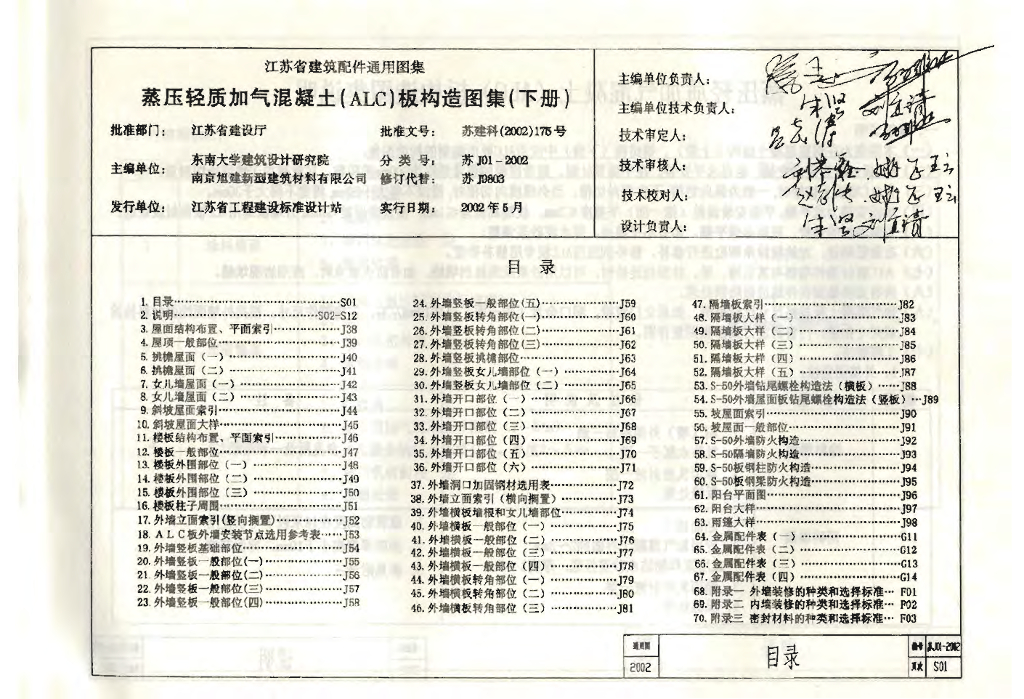 江苏省建筑配件通用图集
蒸压轻质加气混凝土(ALC)板构造图集(下册)
批准部门： 江苏省建设厅 批准文号： 苏建科(2002)175号
主编单位： 东南大学建筑设计研究院 分 类 号： 苏 J01－2002
南京旭建新型建筑材料有限公司 修订代替： 苏 J9803
发行单位： 江苏省工程建设标准设计站 实行日期： 2002年5月
主编单位负责人：
主编单位技术负责人：
技术审定人：
技术审核人：
技术校对人：
设计负责人：
目 录
1. 目录……S01
2. 说明……S02-S12
3. 屋面结构布置、平面索引……J38
4. 屋顶一般部位……J39
5. 挑檐屋面（一）……J40
6. 挑檐屋面（二）……J41
7. 女儿墙屋面（一）……J42
8. 女儿墙屋面（二）……J43
9. 斜坡屋面索引……J44
10. 斜坡屋面大样……J45
11. 楼板结构布置、平面索引……J46
12. 楼板一般部位……J47
13. 楼板外围部位（一）……J48
14. 楼板外围部位（二）……J49
15. 楼板外围部位（三）……J50
16. 楼板柱子周围……J51
17. 外墙立面索引(竖向搁置)……J52
18. ALC板外墙安装节点选用参考表……J53
19. 外墙竖板基础部位……J54
20. 外墙竖板一般部位(一)……J55
21. 外墙竖板一般部位(二)……J56
22. 外墙竖板一般部位(三)……J57
23. 外墙竖板一般部位(四)……J58
24. 外墙竖板一般部位(五)……J59
25. 外墙竖板转角部位(一)……J60
26. 外墙竖板转角部位(二)……J61
27. 外墙竖板转角部位(三)……J62
28. 外墙竖板挑檐部位……J63
29. 外墙竖板女儿墙部位（一）……J64
30. 外墙竖板女儿墙部位（二）……J65
31. 外墙开口部位（一）……J66
32. 外墙开口部位（二）……J67
33. 外墙开口部位（三）……J68
34. 外墙开口部位（四）……J69
35. 外墙开口部位（五）……J70
36. 外墙开口部位（六）……J71
37. 外墙洞口加固钢材选用表……J72
38. 外墙立面索引（横向搁置）……J73
39. 外墙横板墙根和女儿墙部位……J74
40. 外墙横板一般部位（一）……J75
41. 外墙横板一般部位（二）……J76
42. 外墙横板一般部位（三）……J77
43. 外墙横板一般部位（四）……J78
44. 外墙横板转角部位（一）……J79
45. 外墙横板转角部位（二）……J80
46. 外墙横板转角部位（三）……J81
47. 隔墙板索引……J82
48. 隔墙板大样（一）……J83
49. 隔墙板大样（二）……J84
50. 隔墙板大样（三）……J85
51. 隔墙板大样（四）……J86
52. 隔墙板大样（五）……J87
53. S-50外墙钻尾螺栓构造法（横板）……J88
54. S-50外墙屋面板钻尾螺栓构造法（竖板）…J89
55. 坡屋面索引……J90
56. 坡屋面一般部位……J91
57. S-50外墙防火构造……J92
58. S-50隔墙防火构造……J93
59. S-50板钢柱防火构造……J94
60. S-50板钢梁防火构造……J95
61. 阳台平面图……J96
62. 阳台大样……J97
63. 雨篷大样……J98
64. 金属配件表（一）……G11
65. 金属配件表（二）……G12
66. 金属配件表（三）……G13
67. 金属配件表（四）……G14
68. 附录一 外墙装修的种类和选择标准… F01
69. 附录二 内墙装修的种类和选择标准… F02
70. 附录三 密封材料的种类和选择标准… F03
通用图 目录 编号 苏J01-2002
2002 页次 S01